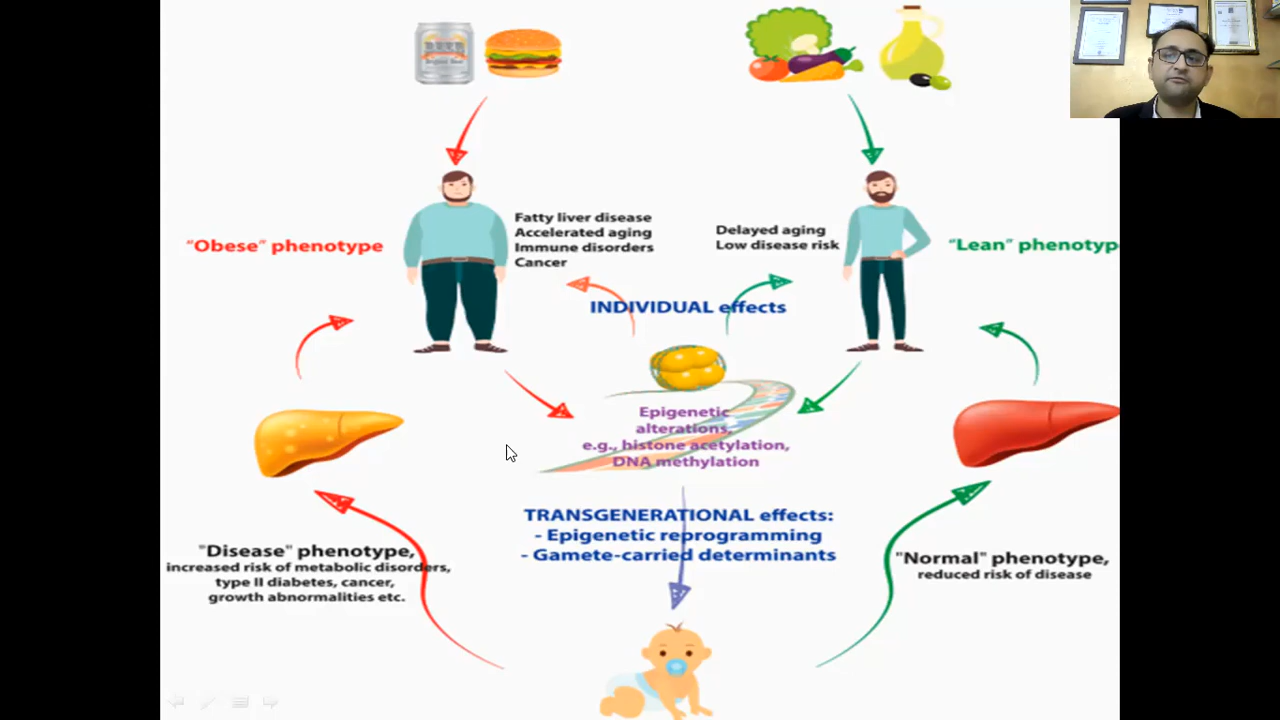 BEER
"Obese" phenotype
Fatty liver disease
Accelerated aging
Immune disorders
Cancer
Delayed aging
Low disease risk
"Lean" phenotyp
INDIVIDUAL effects
Epigenetic
alterations,
e.g., histone acetylation,
DNA methylation
TRANSGENERATIONAL effects:
- Epigenetic reprogramming
- Gamete-carried determinants
"Disease" phenotype,
increased risk of metabolic disorders,
type II diabetes, cancer,
growth abnormalities etc.
"Normal" phenotype,
reduced risk of disease